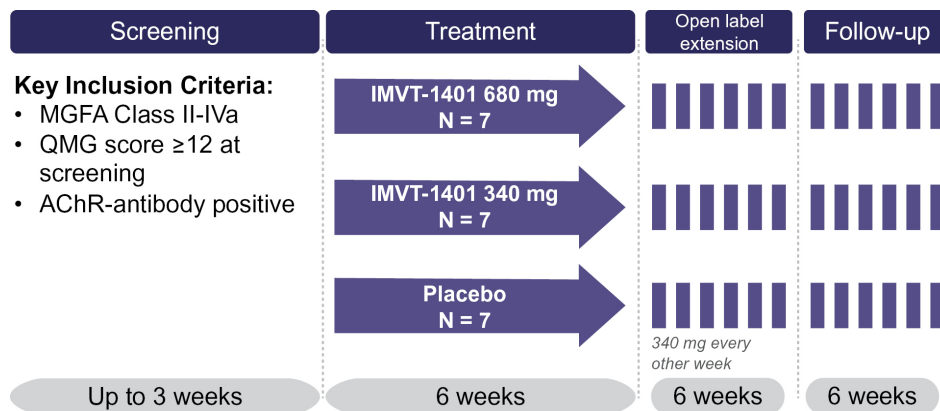 Screening
Treatment
Open label
extension
Follow-up
Key Inclusion Criteria:
• MGFA Class II-IVa
• QMG score ≥12 at
screening
• AChR-antibody positive
IMVT-1401 680 mg
N = 7
IMVT-1401 340 mg
N = 7
Placebo
N = 7
340 mg every
other week
Up to 3 weeks
6 weeks
6 weeks
6 weeks